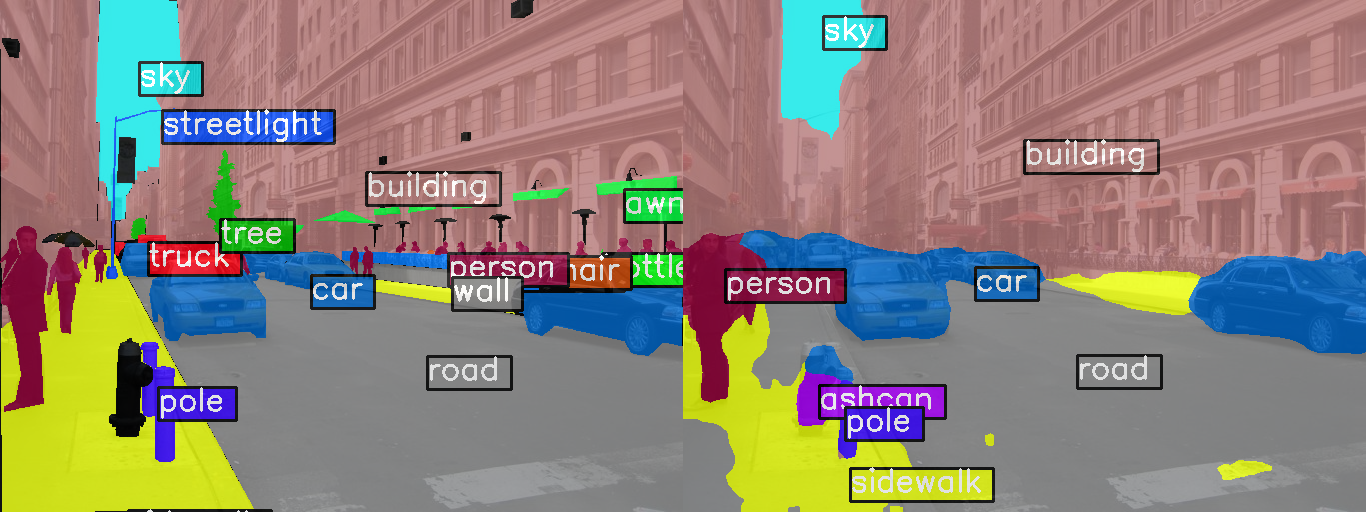 sky
streetlight
building
awn
tree
truck
person
hair
ottle
car
wall
road
pole
sky
building
person
car
road
ashcan
pole
sidewalk